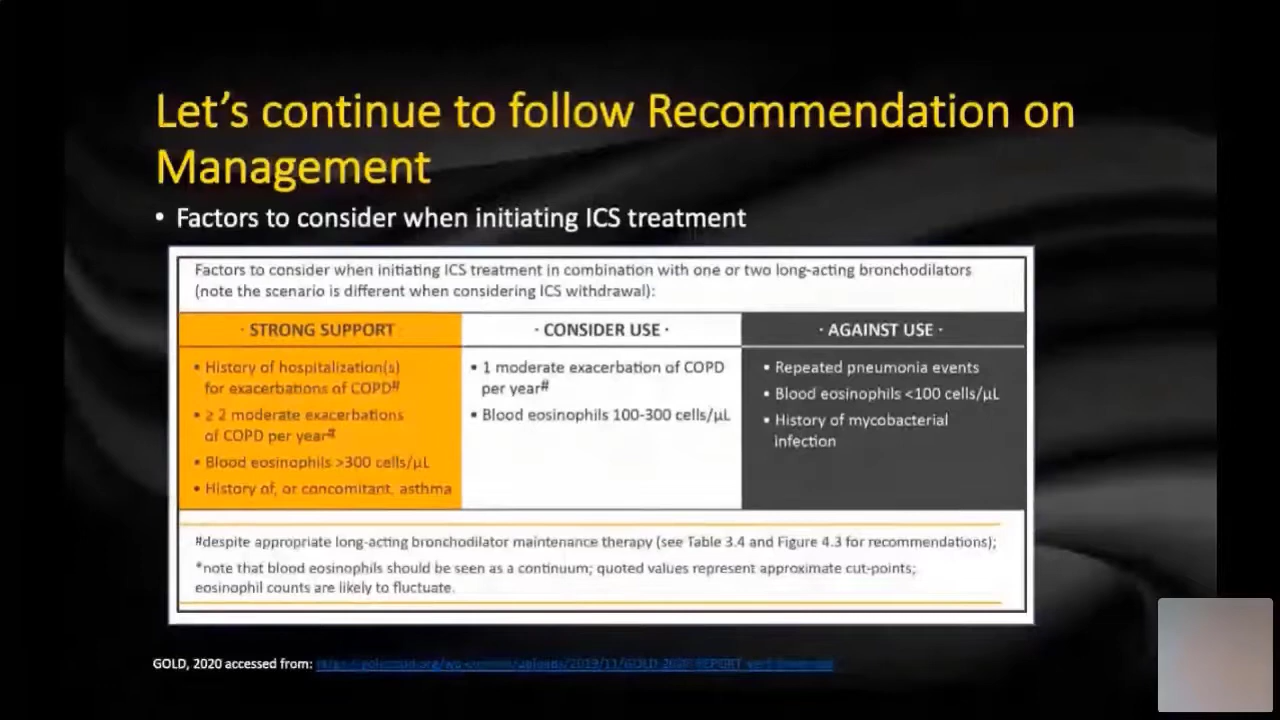 Let's continue to follow Recommendation on
Management
• Factors to consider when initiating ICS treatment
Factors to consider when initiating ICS treatment in combination with one or two long-acting bronchodilators
(note the scenario is different when considering ICS withdrawal):
· STRONG SUPPORT
• History of hospitalization(s)
for exacerbations of COPD#
• ≥ 2 moderate exacerbations
of COPD per year#
• Blood eosinophils >300 cells/µL
• History of, or concomitant, asthma
· CONSIDER USE ·
• 1 moderate exacerbation of COPD
per year#
• Blood eosinophils 100-300 cells/µL
· AGAINST USE ·
• Repeated pneumonia events
• Blood eosinophils <100 cells/µL
• History of mycobacterial
infection
#despite appropriate long-acting bronchodilator maintenance therapy (see Table 3.4 and Figure 4.3 for recommendations);
*note that blood eosinophils should be seen as a continuum; quoted values represent approximate cut-points;
eosinophil counts are likely to fluctuate.
GOLD, 2020 accessed from: